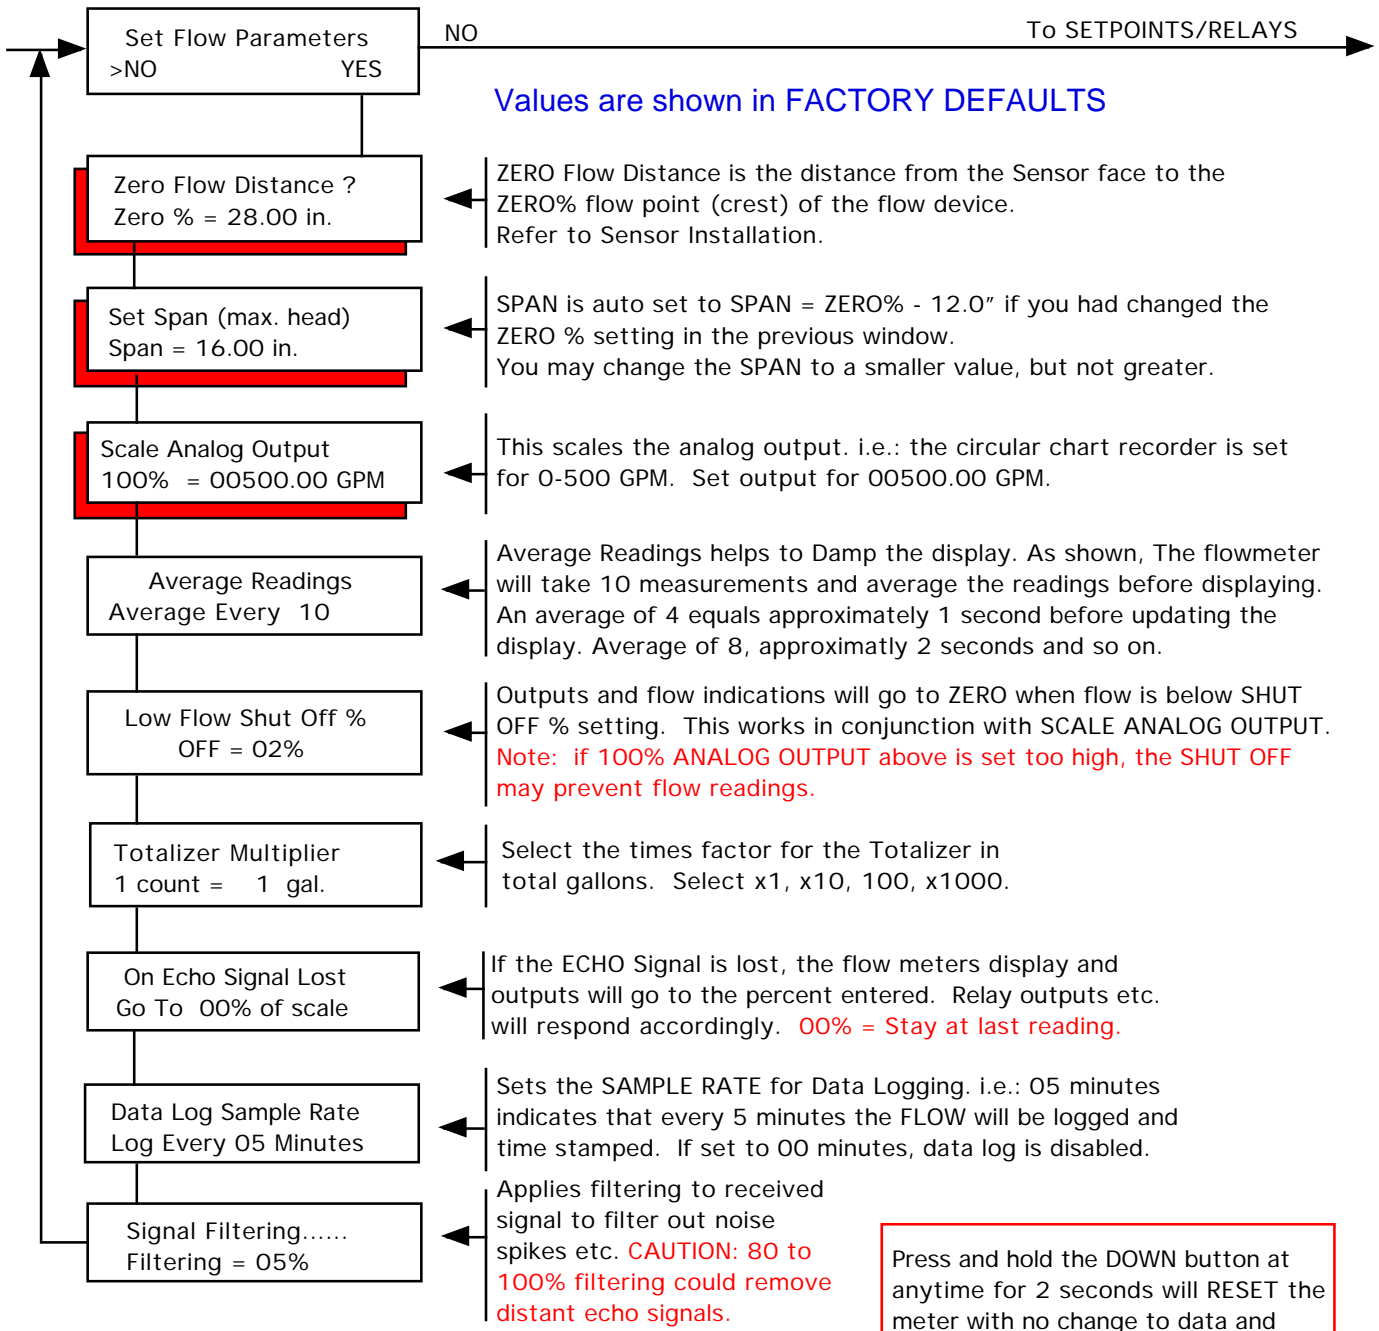 Set Flow Parameters
>NO YES
NO
To SETPOINTS/RELAYS
Values are shown in FACTORY DEFAULTS
Zero Flow Distance ?
Zero % = 28.00 in.
ZERO Flow Distance is the distance from the Sensor face to the
ZERO% flow point (crest) of the flow device.
Refer to Sensor Installation.
Set Span (max. head)
Span = 16.00 in.
SPAN is auto set to SPAN = ZERO% - 12.0" if you had changed the
ZERO % setting in the previous window.
You may change the SPAN to a smaller value, but not greater.
Scale Analog Output
100% = 00500.00 GPM
This scales the analog output. i.e.: the circular chart recorder is set
for 0-500 GPM. Set output for 00500.00 GPM.
Average Readings
Average Every 10
Average Readings helps to Damp the display. As shown, The flowmeter
will take 10 measurements and average the readings before displaying.
An average of 4 equals approximately 1 second before updating the
display. Average of 8, approximatly 2 seconds and so on.
Low Flow Shut Off %
OFF = 02%
Outputs and flow indications will go to ZERO when flow is below SHUT
OFF % setting. This works in conjunction with SCALE ANALOG OUTPUT.
Note: if 100% ANALOG OUTPUT above is set too high, the SHUT OFF
may prevent flow readings.
Totalizer Multiplier
1 count = 1 gal.
Select the times factor for the Totalizer in
total gallons. Select x1, x10, 100, x1000.
On Echo Signal Lost
Go To 00% of scale
If the ECHO Signal is lost, the flow meters display and
outputs will go to the percent entered. Relay outputs etc.
will respond accordingly. 00% = Stay at last reading.
Data Log Sample Rate
Log Every 05 Minutes
Sets the SAMPLE RATE for Data Logging. i.e.: 05 minutes
indicates that every 5 minutes the FLOW will be logged and
time stamped. If set to 00 minutes, data log is disabled.
Signal Filtering......
Filtering = 05%
Applies filtering to received
signal to filter out noise
spikes etc. CAUTION: 80 to
100% filtering could remove
distant echo signals.
Press and hold the DOWN button at
anytime for 2 seconds will RESET the
meter with no change to data and